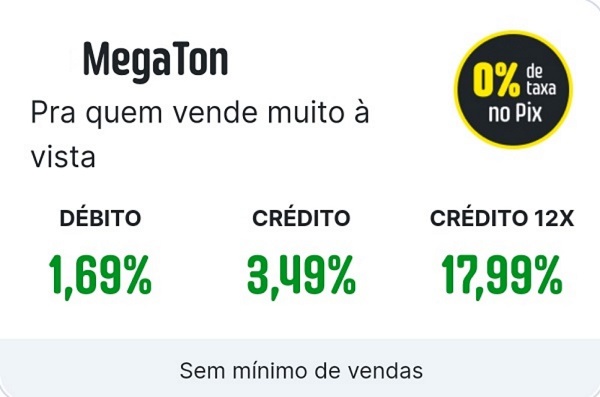 MegaTon
0% de taxa
no Pix
Pra quem vende muito à
vista
DÉBITO CRÉDITO CRÉDITO 12X
1,69% 3,49% 17,99%
Sem mínimo de vendas